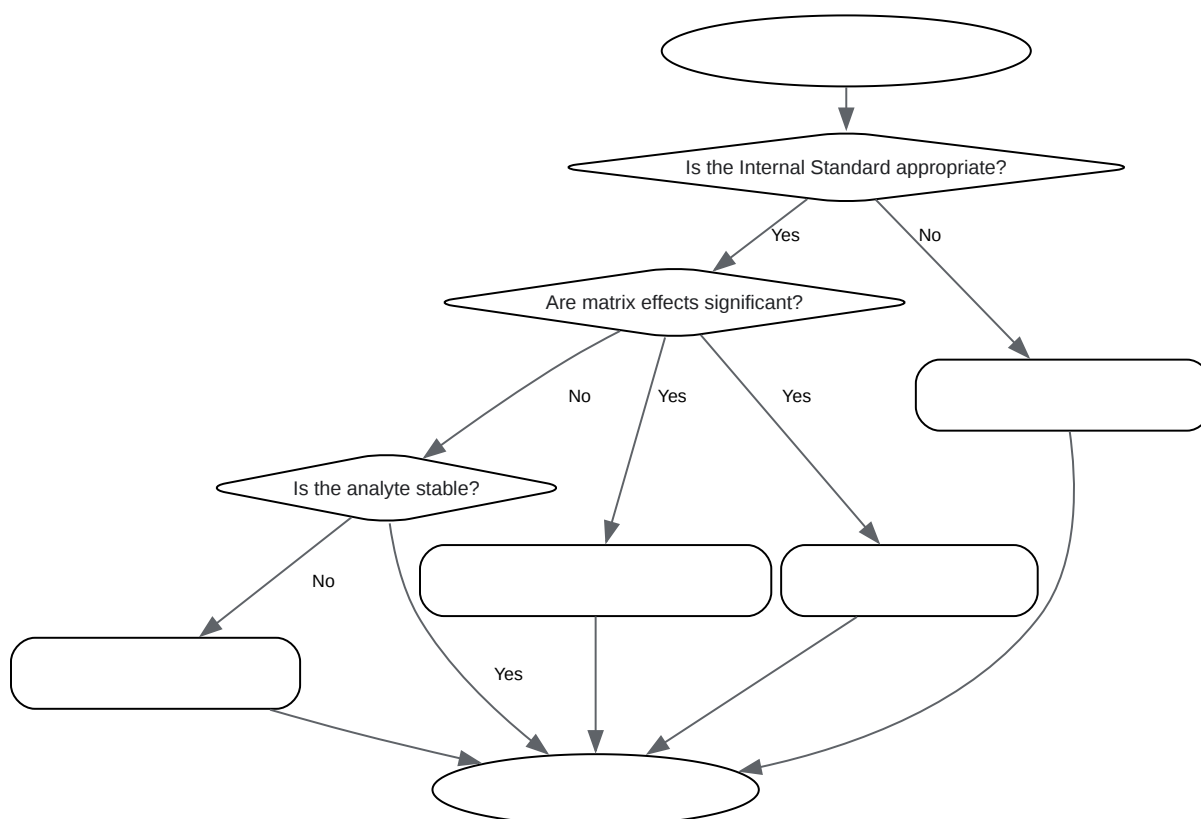 Is the Internal Standard appropriate?
Yes
No
Are matrix effects significant?
No
Yes
Yes
Is the analyte stable?
No
Yes